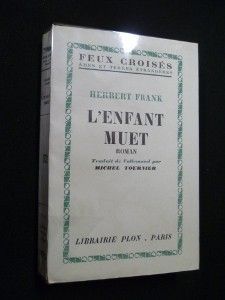 FEUX CROISÉS
AMES ET TERRES ÉTRANGÈRES
HERBERT FRANK
L'ENFANT
MUET
ROMAN
Traduit de l'allemand par
MICHEL TOURNIER
LIBRAIRIE PLON . PARIS